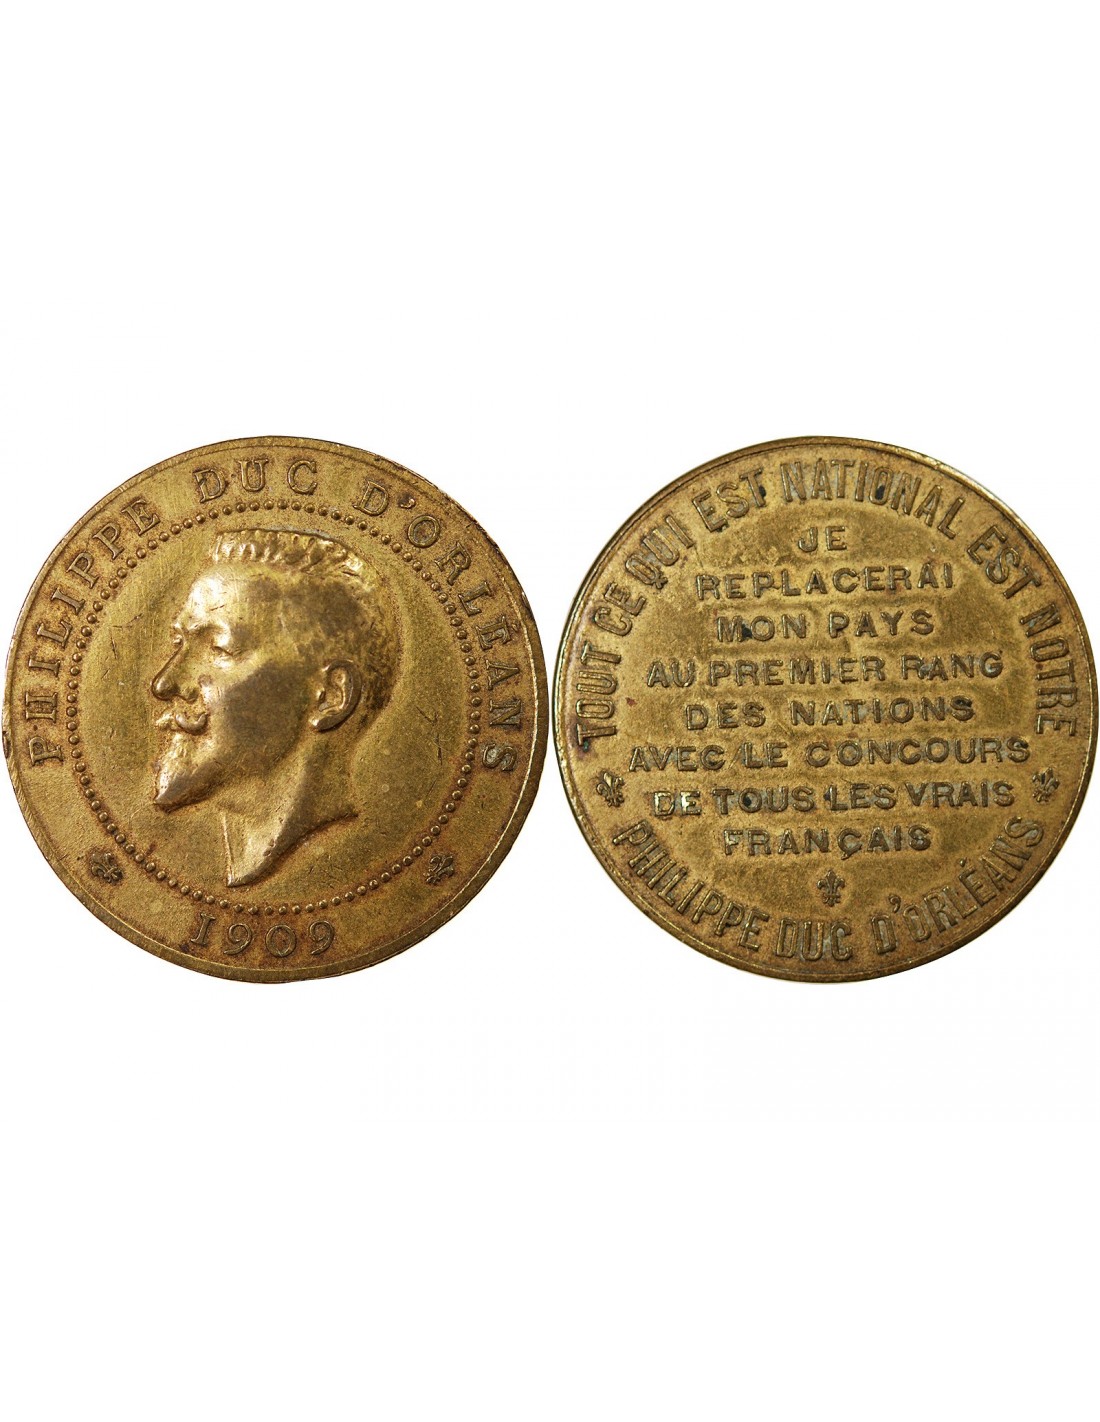 PHILIPPE DUC D'ORLÉANS
1909
TOUT CE QUI EST NATIONAL EST NOTRE
JE
REPLACERAI
MON PAYS
AU PREMIER RANG
DES NATIONS
AVEC LE CONCOURS
DE TOUS LES VRAIS
FRANÇAIS
PHILIPPE DUC D'ORLÉANS